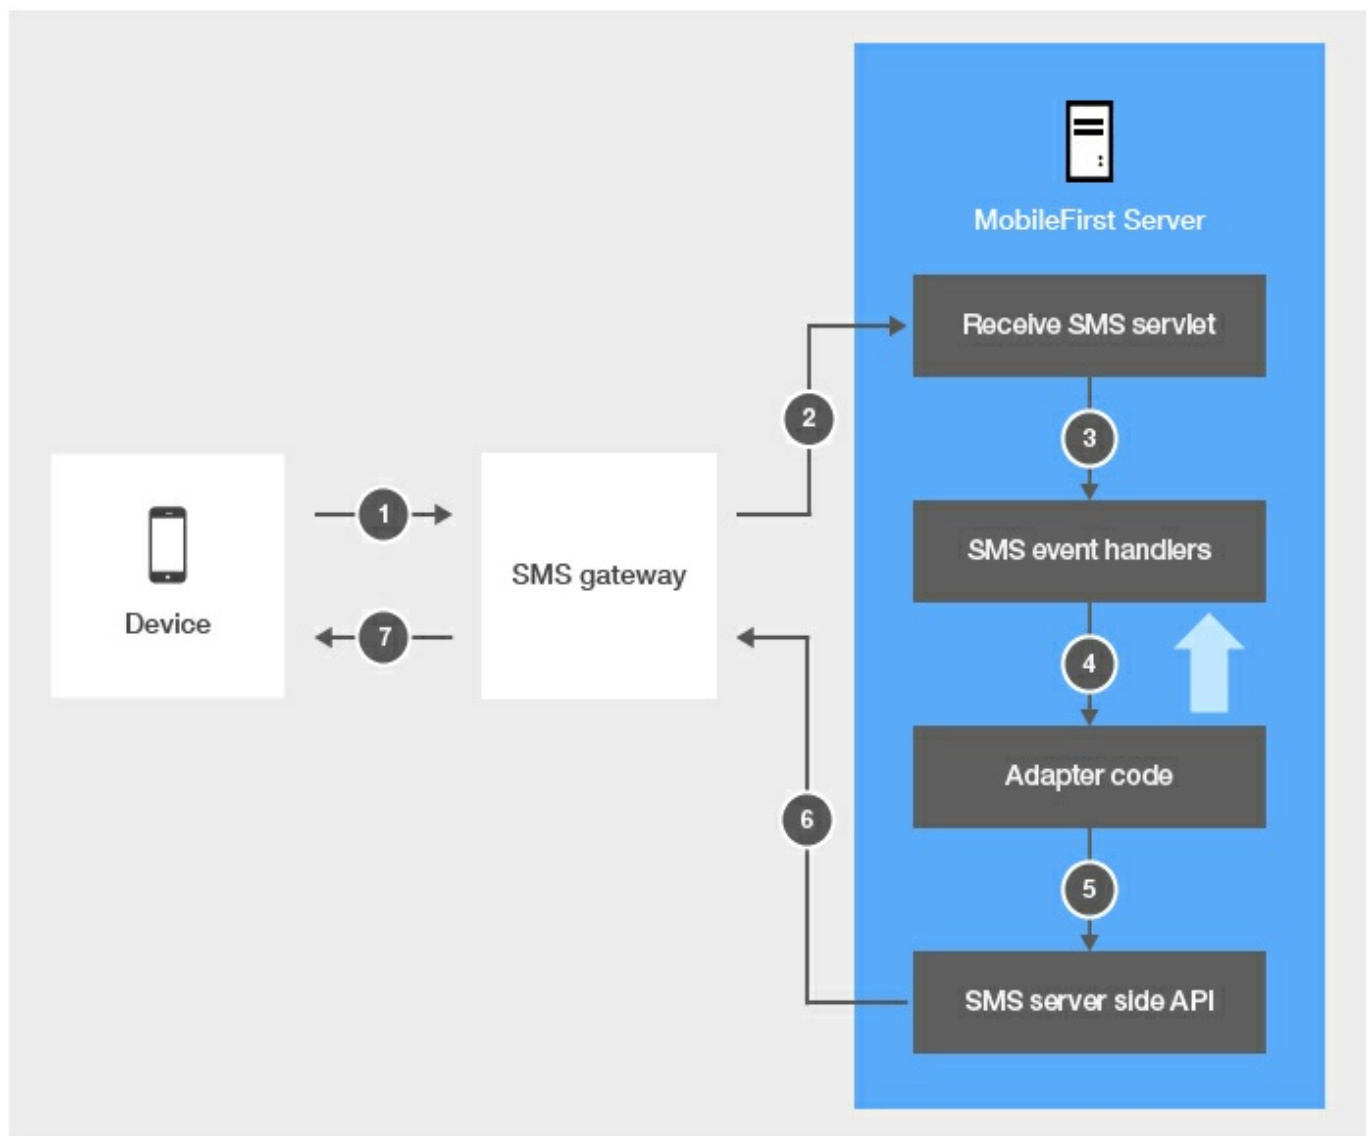 MobileFirst Server
Receive SMS servlet
2
3
1
SMS event handlers
SMS gateway
Device
7
4
Adapter code
6
5
SMS server side API